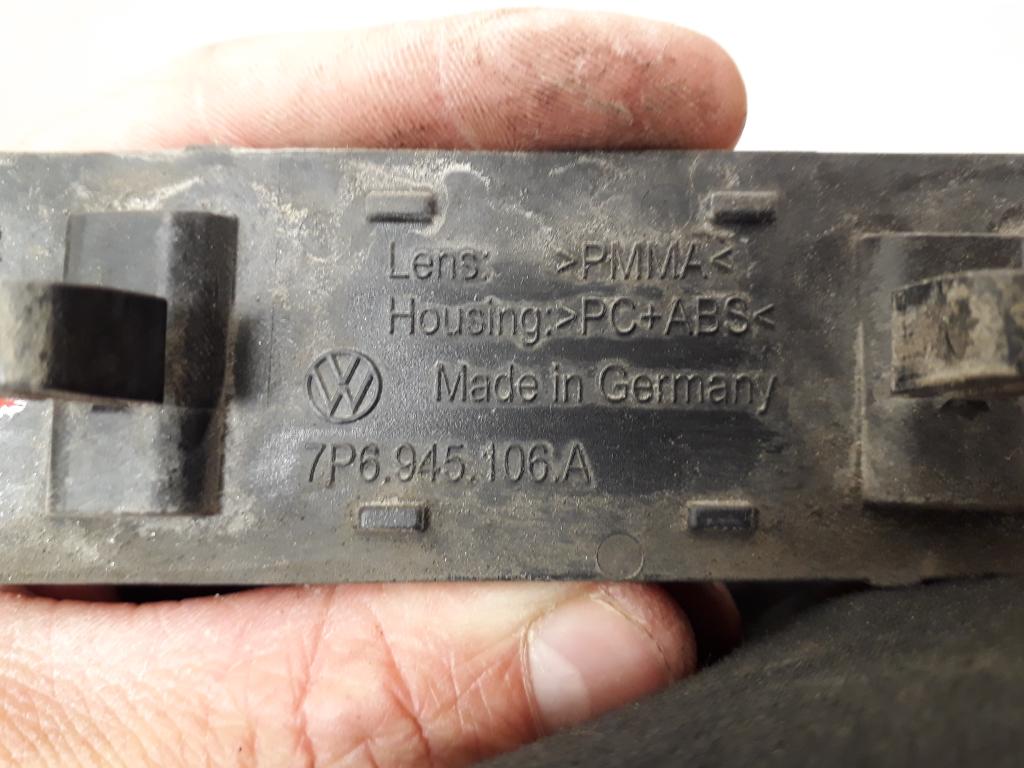 Lens: >PMMA<
Housing:>PC+ABS<
Made in Germany
7P6.945.106.A